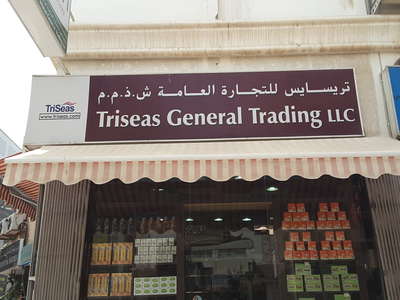 TriSeas
www.triseas.com
تريسايس للتجارة العامة ش.ذ.م.م
Triseas General Trading LLC